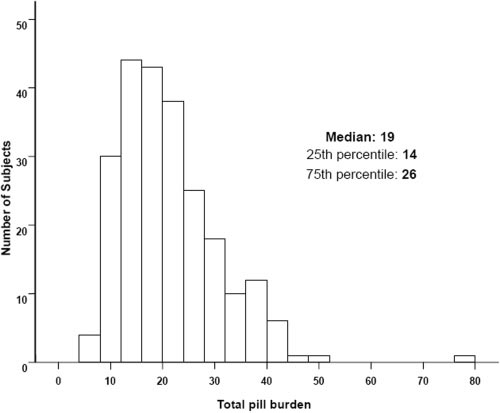 50
40
30
20
10
0
Number of Subjects
Median: 19
25th percentile: 14
75th percentile: 26
0 10 20 30 40 50 60 70 80
Total pill burden